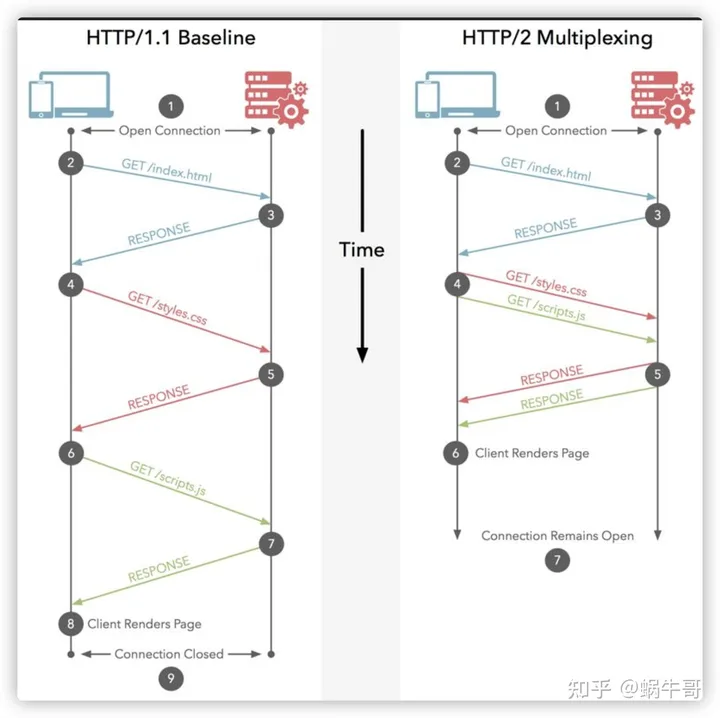 HTTP/1.1 Baseline
1
Open Connection
2
GET /index.html
3
RESPONSE
4
GET /styles.css
5
RESPONSE
6
GET /scripts.js
7
RESPONSE
8 Client Renders Page
Connection Closed
9
Time
HTTP/2 Multiplexing
1
Open Connection
2
GET /index.html
3
RESPONSE
4
GET /styles.css
GET /scripts.js
5
RESPONSE
RESPONSE
6 Client Renders Page
Connection Remains Open
7
知乎 @蜗牛哥